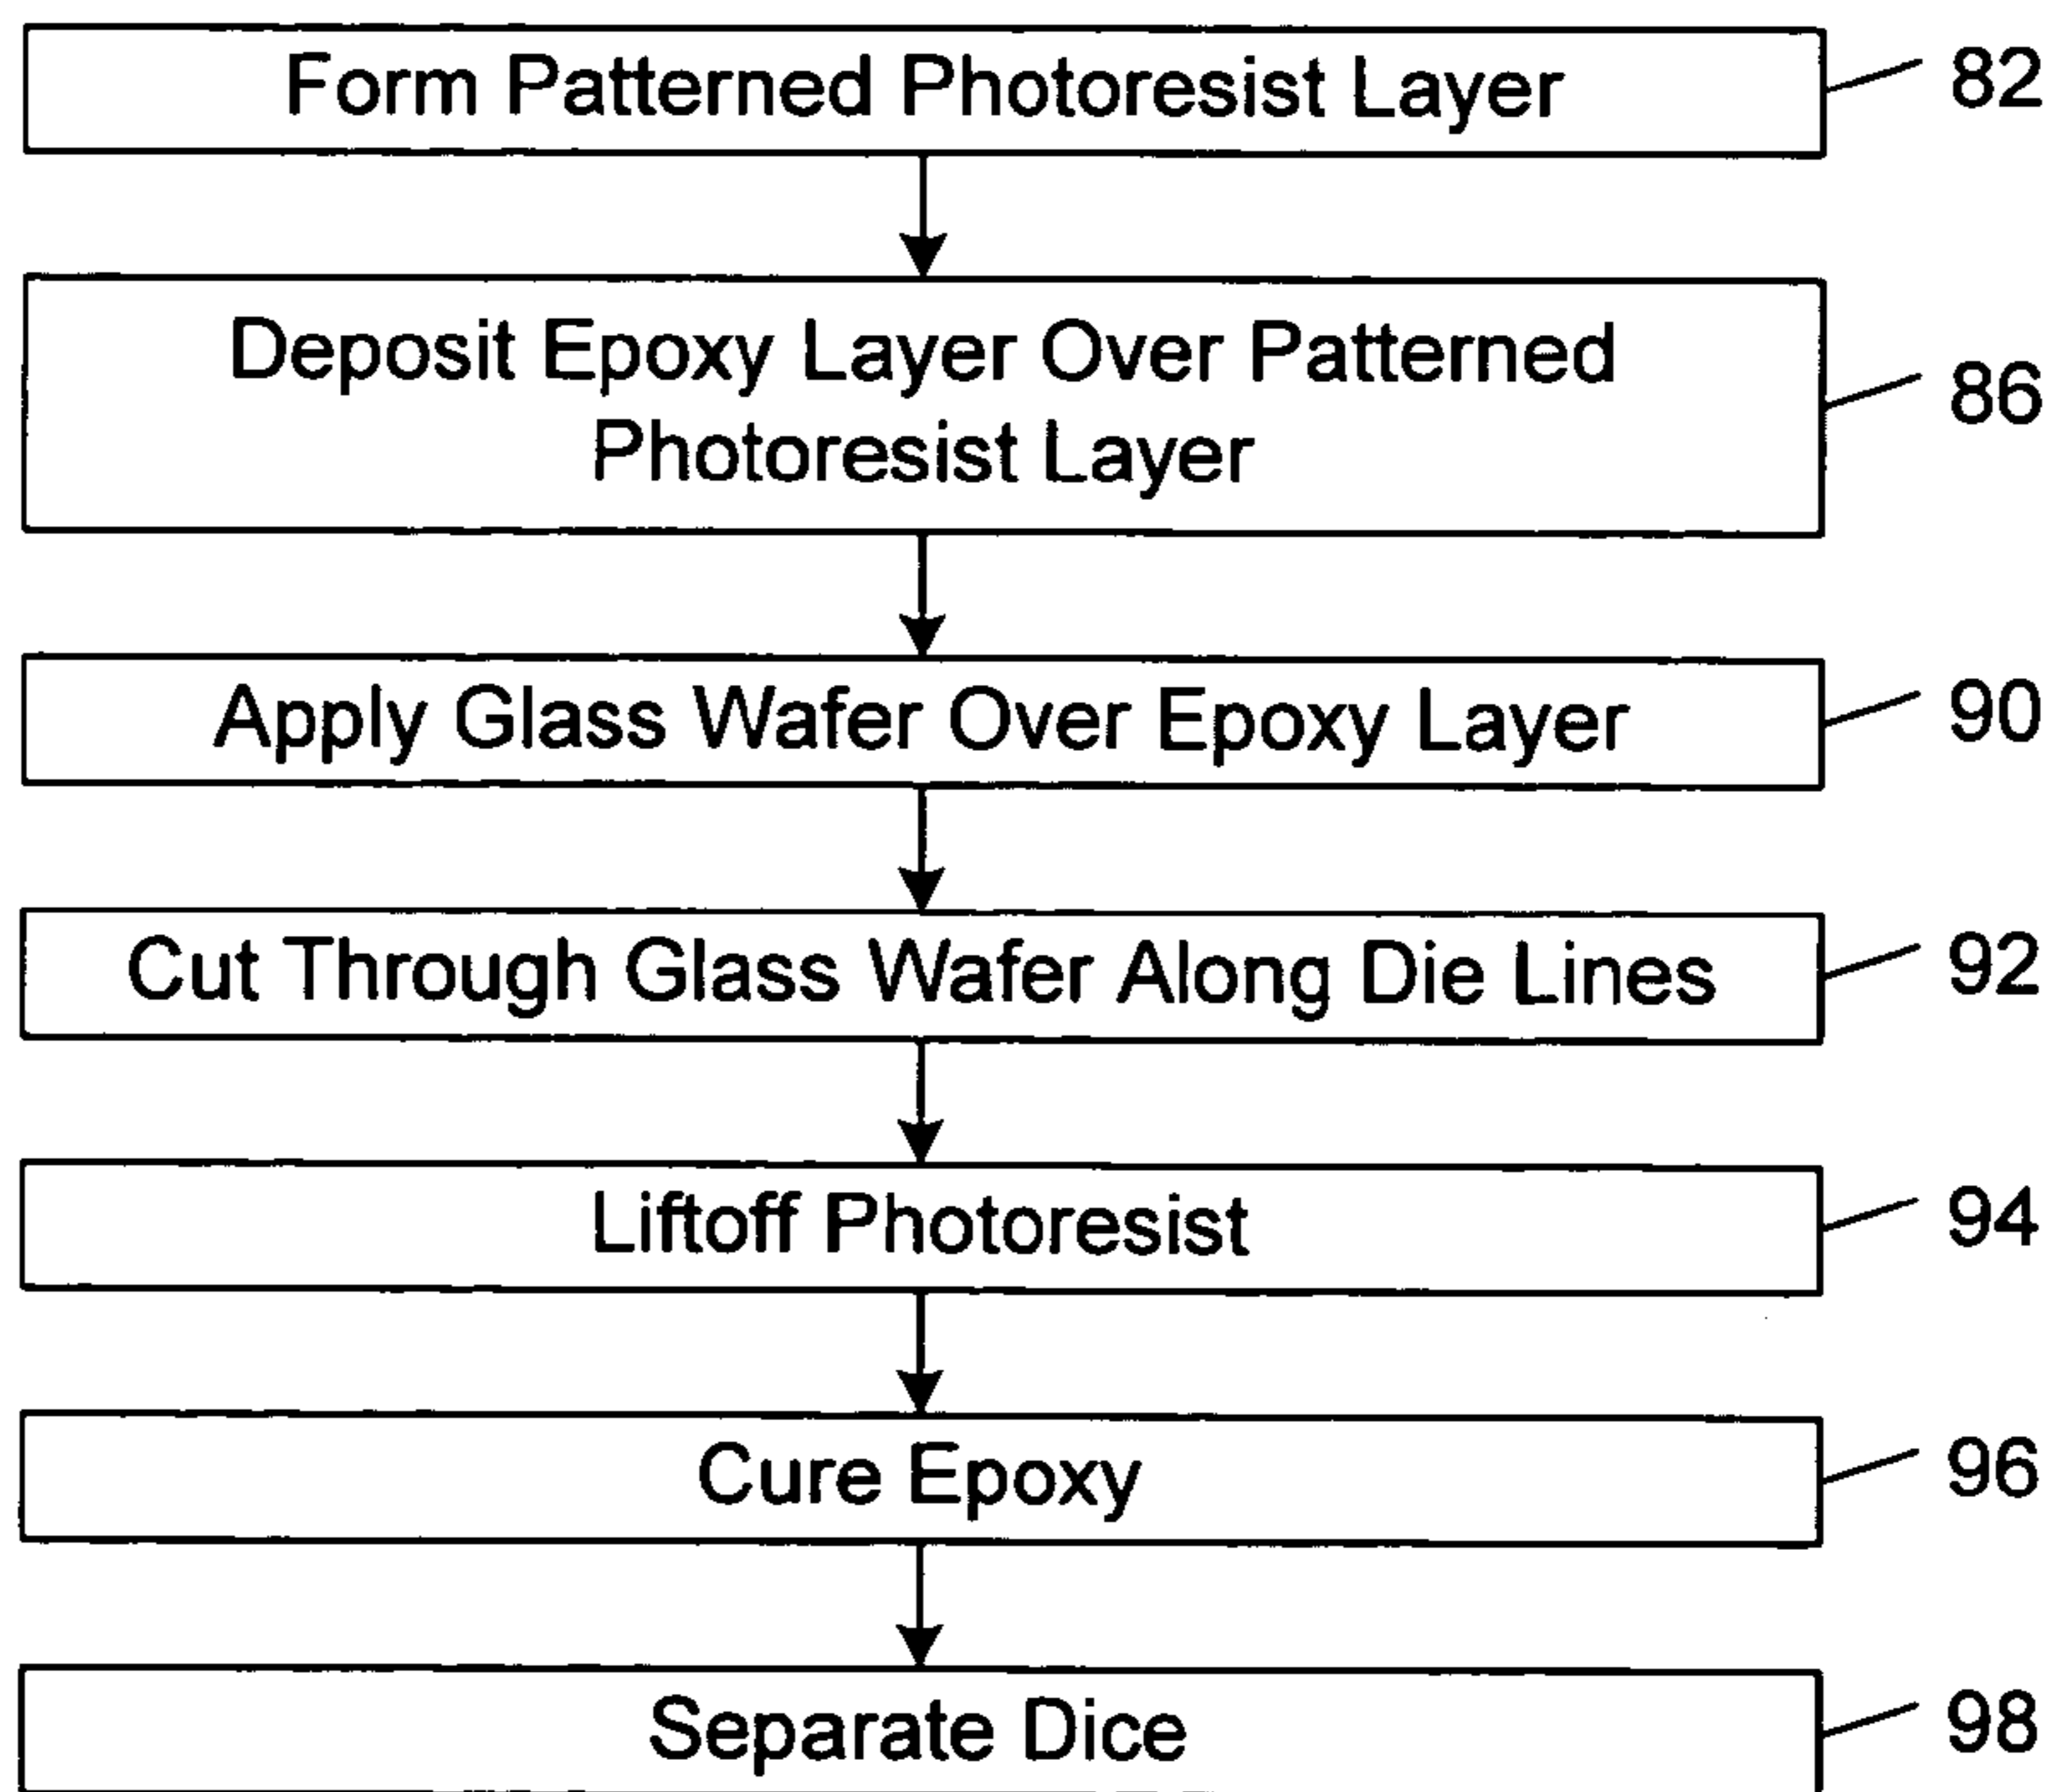 Form Patterned Photoresist Layer
82
Deposit Epoxy Layer Over Patterned
Photoresist Layer
86
Apply Glass Wafer Over Epoxy Layer
90
Cut Through Glass Wafer Along Die Lines
92
Liftoff Photoresist
94
Cure Epoxy
96
Separate Dice
98